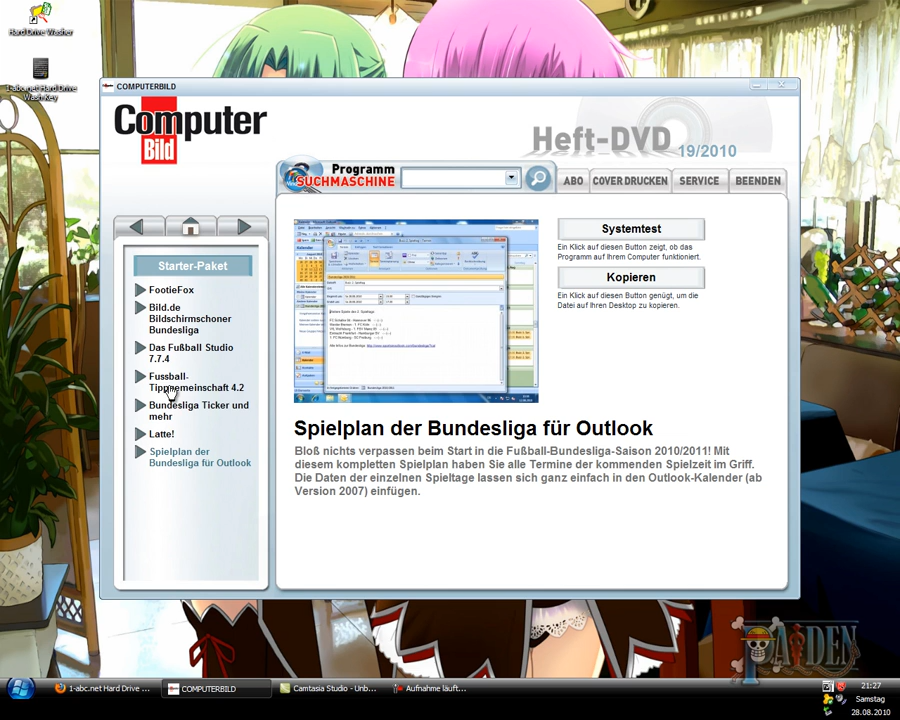 Hard Drive Washer
1-abc.net Hard Drive
Wash Key
COMPUTERBILD
Computer
Bild
Heft-DVD 19/2010
Programm
SUCHMASCHINE
ABO
COVER DRUCKEN
SERVICE
BEENDEN
Starter-Paket
FootieFox
Bild.de
Bildschirmschoner
Bundesliga
Das Fußball Studio
7.7.4
Fussball-
Tippgemeinschaft 4.2
Bundesliga Ticker und
mehr
Latte!
Spielplan der
Bundesliga für Outlook
Systemtest
Ein Klick auf diesen Button zeigt, ob das
Programm auf Ihrem Computer funktioniert.
Kopieren
Ein Klick auf diesen Button genügt, um die
Datei auf Ihren Desktop zu kopieren.
Spielplan der Bundesliga für Outlook
Bloß nichts verpassen beim Start in die Fußball-Bundesliga-Saison 2010/2011! Mit
diesem kompletten Spielplan haben Sie alle Termine der kommenden Spielzeit im Griff.
Die Daten der einzelnen Spieltage lassen sich ganz einfach in den Outlook-Kalender (ab
Version 2007) einfügen.
RAIDEN
1-abc.net Hard Drive ...
COMPUTERBILD
Camtasia Studio - Unb...
Aufnahme läuft...
21:27
Samstag
28.08.2010